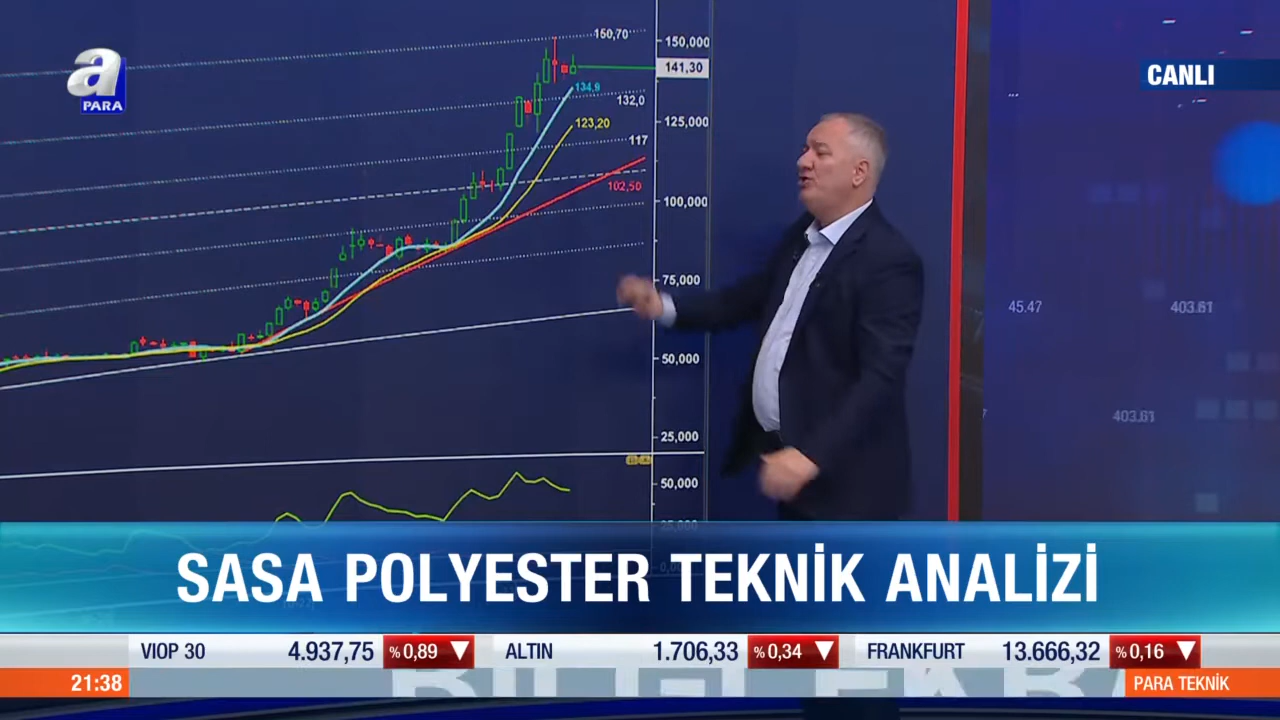 a
PARA
CANLI
150,70
150,000
141,30
134,9
132,0
125,000
123,20
117
102,50
100,000
75,000
50,000
25,000
50,000
25,000
45.47
403.61
403.61
SASA POLYESTER TEKNİK ANALİZİ
VIOP 30 4.937,75 %0,89
ALTIN 1.706,33 %0,34
FRANKFURT 13.666,32 %0,16
21:38
PARA TEKNİK